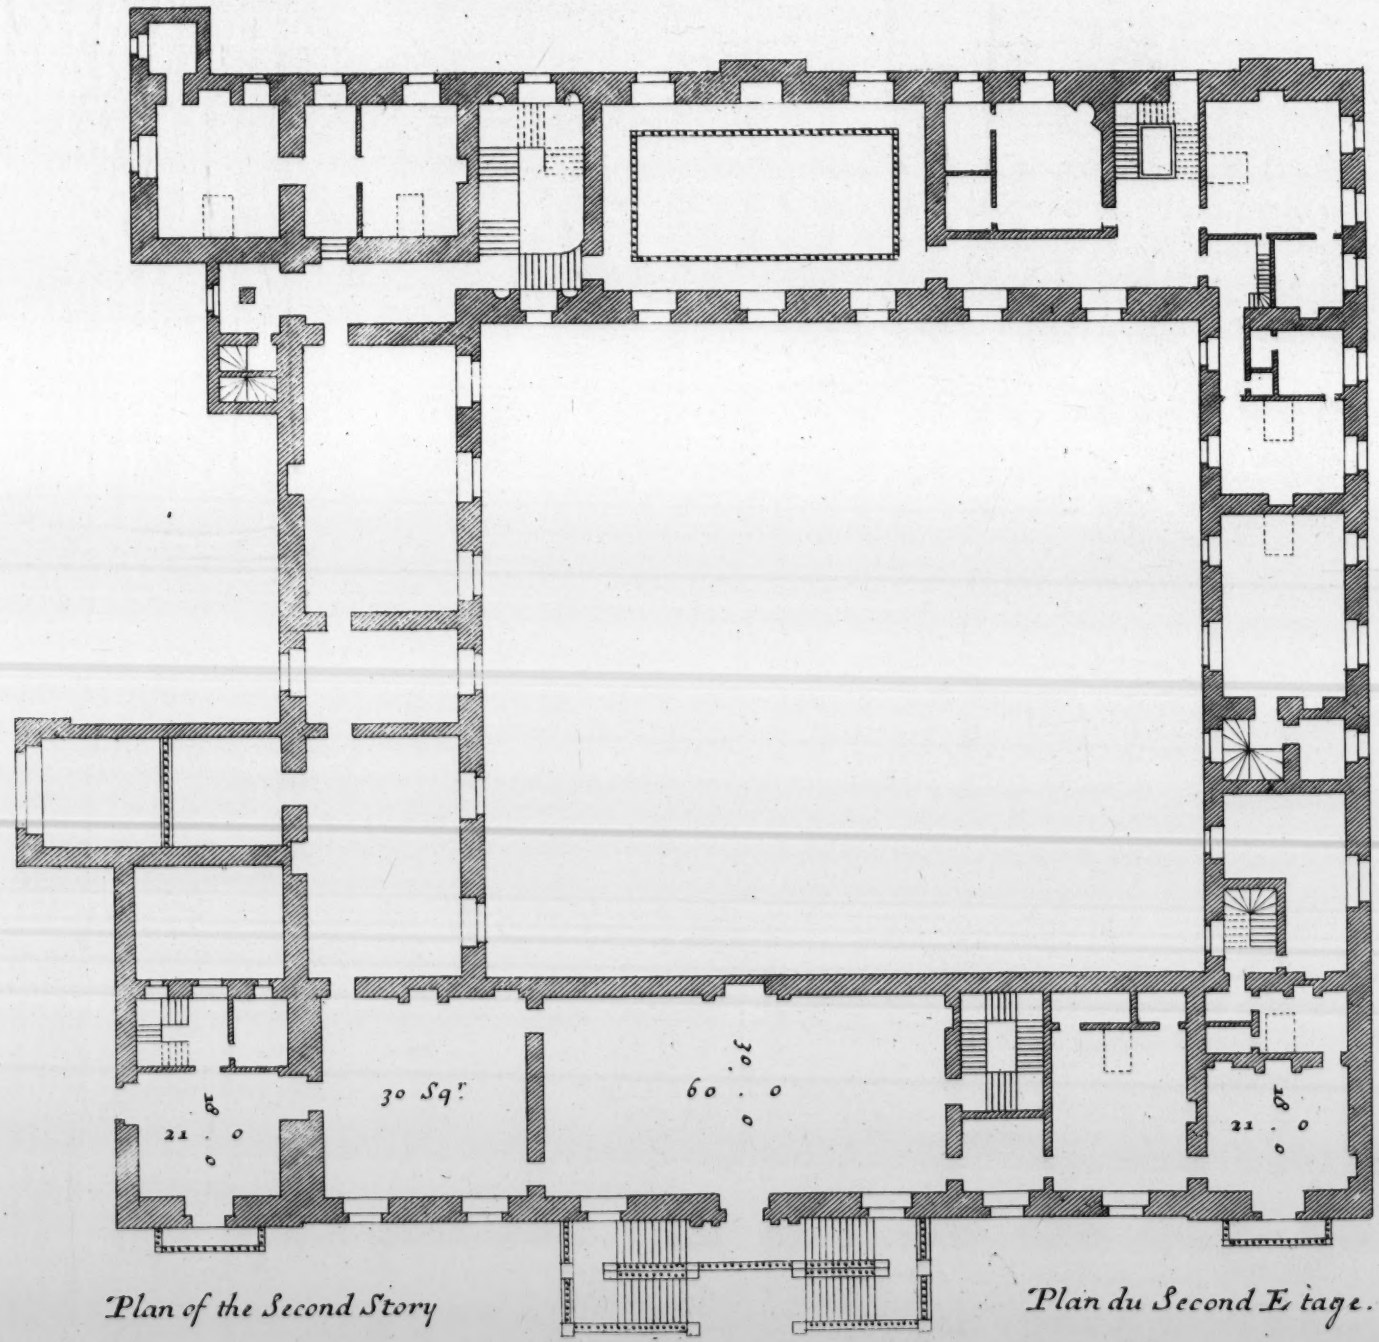 30 Sqr.
60 . 0
30. 0
21 . 0
18 0
21 . 0
18 0
Plan of the Second Story
Plan du Second Etage.